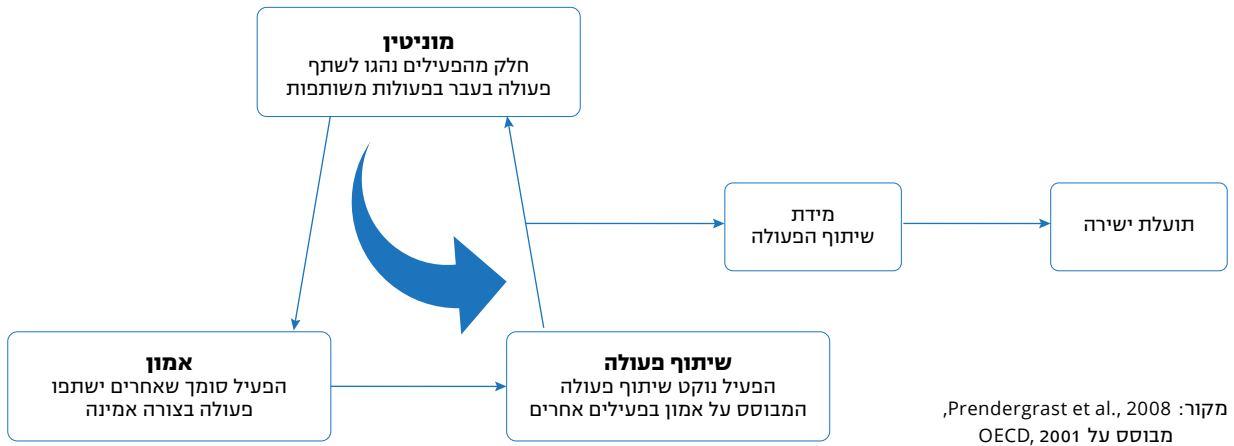 מוניטין
חלק מהפעילים נהגו לשתף
פעולה בעבר בפעולות משותפות
מידת
שיתוף הפעולה
תועלת ישירה
אמון
הפעיל סומך שאחרים ישתפו
פעולה בצורה אמינה
שיתוף פעולה
הפעיל נוקט שיתוף פעולה
המבוסס על אמון בפעילים אחרים
מקור: Prendergrast et al., 2008,
מבוסס על OECD, 2001